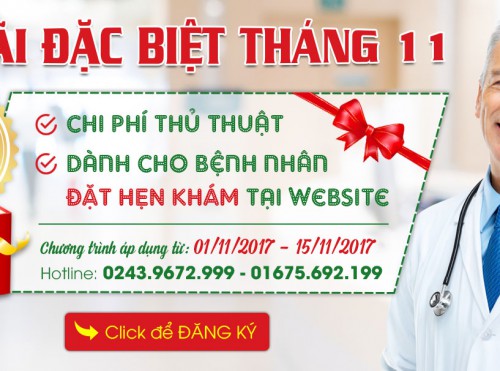 ĐẶC BIỆT THÁNG 11
CHI PHÍ THỦ THUẬT
DÀNH CHO BỆNH NHÂN
ĐẶT HẸN KHÁM TẠI WEBSITE
Chương trình áp dụng từ: 01/11/2017 - 15/11/2017
Hotline: 0243.9672.999 - 01675.692.199
Click để ĐĂNG KÝ